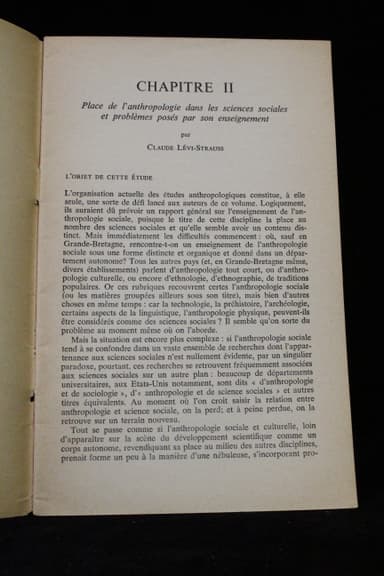 CHAPITRE II
Place de l'anthropologie dans les sciences sociales
et problèmes posés par son enseignement
par
CLAUDE LÉVI-STRAUSS
L'OBJET DE CETTE ÉTUDE
L'organisation actuelle des études anthropologiques constitue, à elle
seule, une sorte de défi lancé aux auteurs de ce volume. Logiquement,
ils auraient dû prévoir un rapport général sur l'enseignement de l'an-
thropologie sociale, puisque le titre de cette discipline la place au
nombre des sciences sociales et qu'elle semble avoir un contenu dis-
tinct. Mais immédiatement les difficultés commencent : où, sauf en
Grande-Bretagne, rencontre-t-on un enseignement de l'anthropologie
sociale sous une forme distincte et organique et donné dans un dépar-
tement autonome? Tous les autres pays (et, en Grande-Bretagne même,
divers établissements) parlent d'anthropologie tout court, ou d'anthro-
pologie culturelle, ou encore d'ethnologie, d'ethnographie, de traditions
populaires. Or ces rubriques recouvrent certes l'anthropologie sociale
(ou les matières groupées ailleurs sous son titre), mais bien d'autres
choses en même temps : car la technologie, la préhistoire, l'archéologie,
certains aspects de la linguistique, l'anthropologie physique, peuvent-ils
être considérés comme des sciences sociales ? Il semble qu'on sorte du
problème au moment même où on l'aborde.
Mais la situation est encore plus complexe : si l'anthropologie sociale
tend à se confondre dans un vaste ensemble de recherches dont l'appar-
tenance aux sciences sociales n'est nullement évidente, par un singulier
paradoxe, pourtant, ces recherches se retrouvent fréquemment associées
aux sciences sociales sur un autre plan : beaucoup de départements
universitaires, aux Etats-Unis notamment, sont dits « d'anthropologie
et de sociologie », d'« anthropologie et de science sociales » et autres
titres équivalents. Au moment où l'on croit saisir la relation entre
anthropologie et science sociale, on la perd; et à peine perdue, on la
retrouve sur un terrain nouveau.
Tout se passe comme si l'anthropologie sociale et culturelle, loin
d'apparaître sur la scène du développement scientifique comme un
corps autonome, revendiquant sa place au milieu des autres disciplines,
prenait forme un peu à la manière d'une nébuleuse, s'incorporant pro-